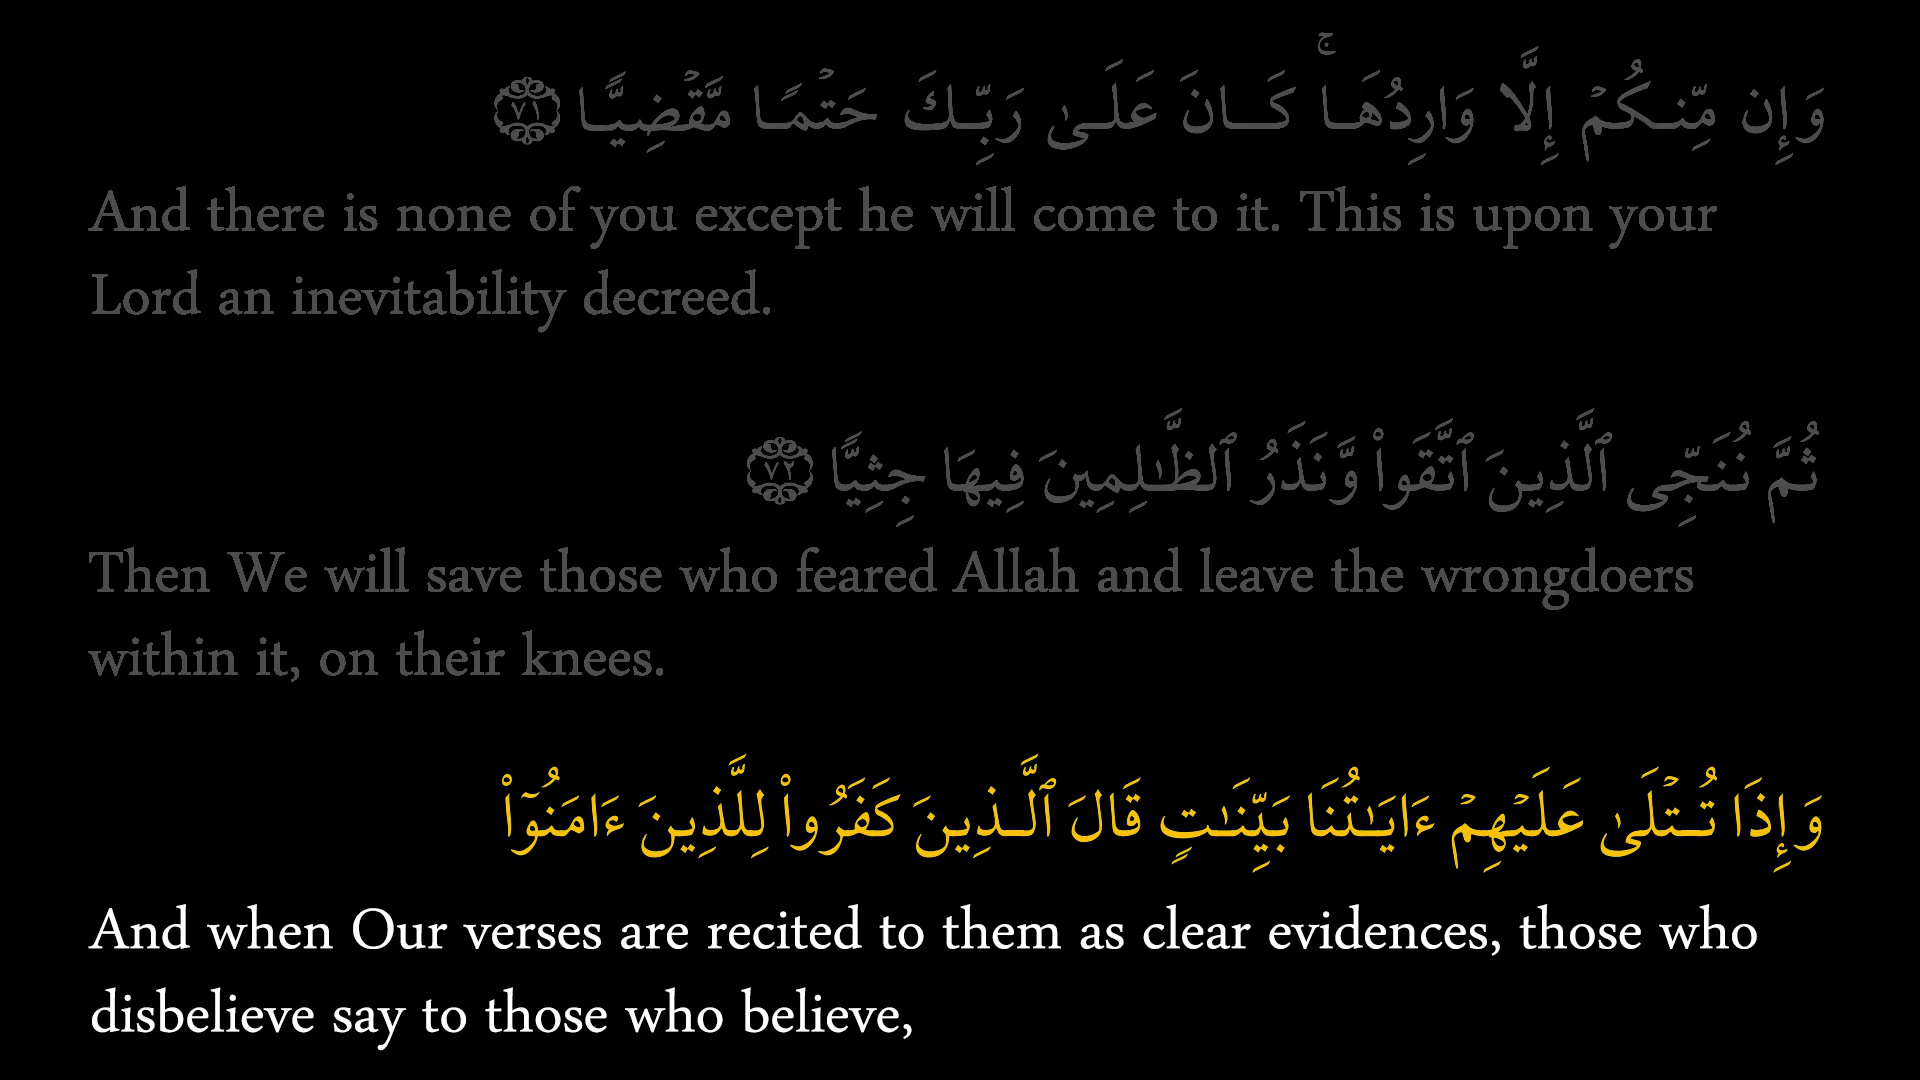 وَإِن مِّنكُمْ إِلَّا وَارِدُهَا ۚ كَانَ عَلَىٰ رَبِّكَ حَتْمًا مَّقْضِيًّا ۝٧١
And there is none of you except he will come to it. This is upon your
Lord an inevitability decreed.
ثُمَّ نُنَجِّى ٱلَّذِينَ ٱتَّقَوا۟ وَّنَذَرُ ٱلظَّـٰلِمِينَ فِيهَا جِثِيًّا ۝٧٢
Then We will save those who feared Allah and leave the wrongdoers
within it, on their knees.
وَإِذَا تُتْلَىٰ عَلَيْهِمْ ءَايَـٰتُنَا بَيِّنَـٰتٍ قَالَ ٱلَّذِينَ كَفَرُوا۟ لِلَّذِينَ ءَامَنُوٓا۟
And when Our verses are recited to them as clear evidences, those who
disbelieve say to those who believe,